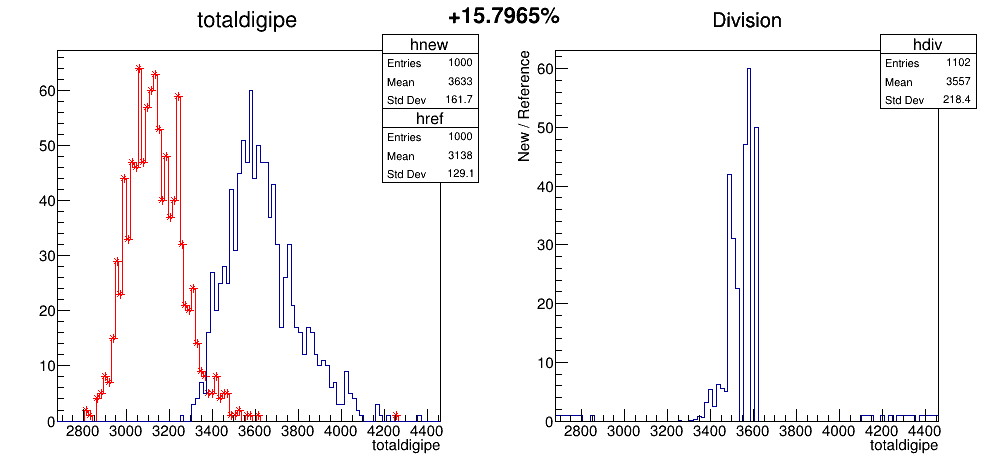 totaldigipe
+15.7965%
Division
hnew
Entries 1000
Mean 3633
Std Dev 161.7
href
Entries 1000
Mean 3138
Std Dev 129.1
60
50
40
30
20
10
0
2800 3000 3200 3400 3600 3800 4000 4200 4400
totaldigipe
hdiv
Entries 1102
Mean 3557
Std Dev 218.4
New / Reference
60
50
40
30
20
10
0
2800 3000 3200 3400 3600 3800 4000 4200 4400
totaldigipe